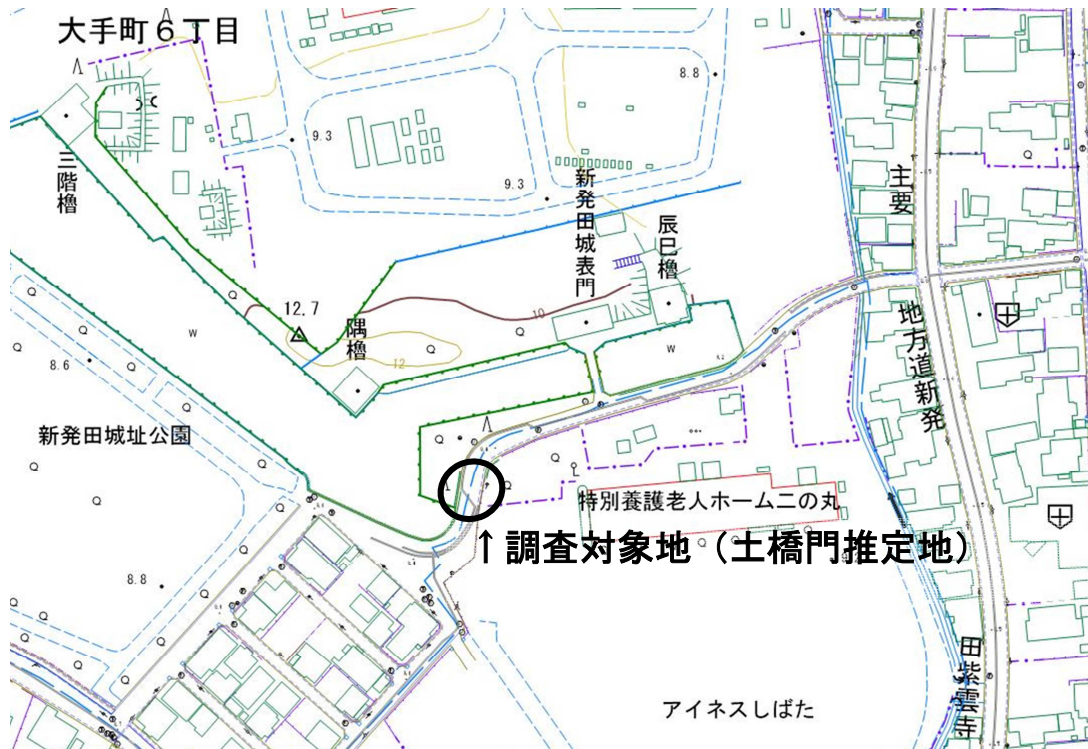 大手町６丁目
8.8
9.3
三階櫓
9.3
新発田城表門
辰巳櫓
主要
12.7
隅櫓
10
W
W
12
8.6
地方道新発
新発田城址公園
特別養護老人ホーム二の丸
↑調査対象地（土橋門推定地）
8.8
田紫雲寺
アイネスしばた